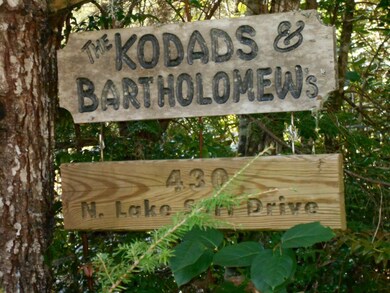 THE KODADS &
BARTHOLOMEWs
430
N. Lake Drive